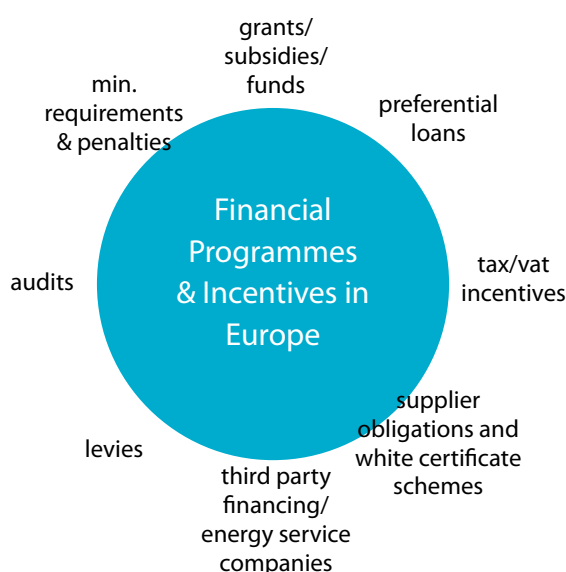 grants/
subsidies/
funds
preferential
loans
tax/vat
incentives
supplier
obligations and
white certificate
schemes
third party
financing/
energy service
companies
levies
audits
min.
requirements
& penalties
Financial
Programmes
& Incentives in
Europe